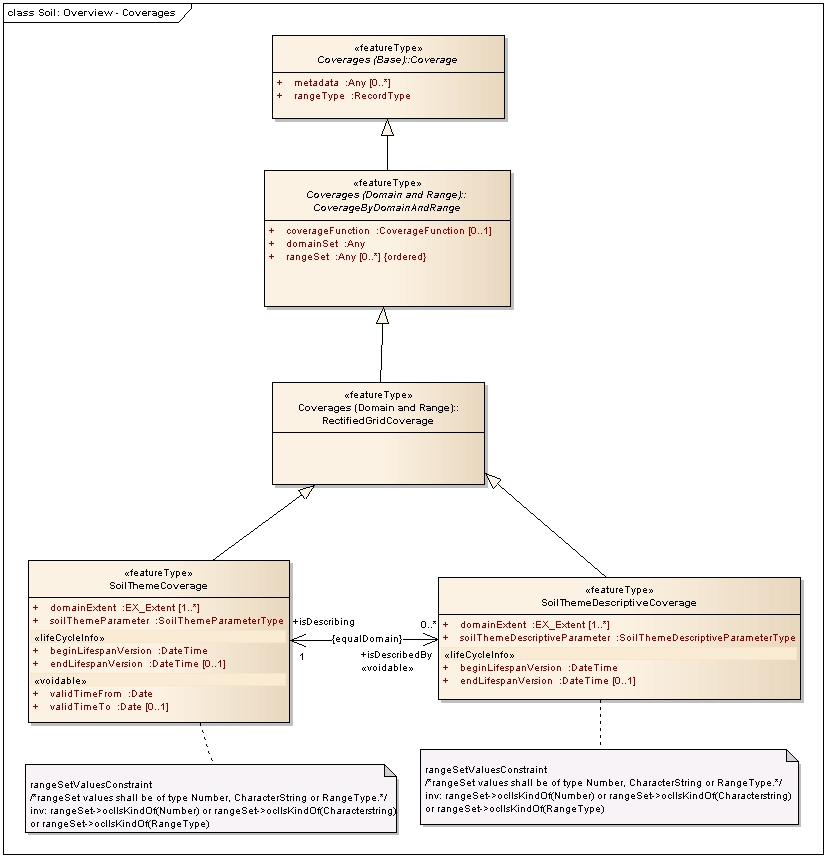 class Soil: Overview - Coverages
«featureType»
Coverages (Base)::Coverage
+ metadata :Any [0..*]
+ rangeType :RecordType
«featureType»
Coverages (Domain and Range)::
CoverageByDomainAndRange
+ coverageFunction :CoverageFunction [0..1]
+ domainSet :Any
+ rangeSet :Any [0..*] {ordered}
«featureType»
Coverages (Domain and Range)::
RectifiedGridCoverage
«featureType»
SoilThemeCoverage
+ domainExtent :EX_Extent [1..*]
+ soilThemeParameter :SoilThemeParameterType
«lifeCycleInfo»
+ beginLifespanVersion :DateTime
+ endLifespanVersion :DateTime [0..1]
«voidable»
+ validTimeFrom :Date
+ validTimeTo :Date [0..1]
+isDescribing
1
{equalDomain}
0..*
+isDescribedBy
«voidable»
«featureType»
SoilThemeDescriptiveCoverage
+ domainExtent :EX_Extent [1..*]
+ soilThemeDescriptiveParameter :SoilThemeDescriptiveParameterType
«lifeCycleInfo»
+ beginLifespanVersion :DateTime
+ endLifespanVersion :DateTime [0..1]
rangeSetValuesConstraint
/*rangeSet values shall be of type Number, CharacterString or RangeType.*/
inv: rangeSet->oclIsKindOf(Number) or rangeSet->oclIsKindOf(Characterstring)
or rangeSet->oclIsKindOf(RangeType)
rangeSetValuesConstraint
/*rangeSet values shall be of type Number, CharacterString or RangeType.*/
inv: rangeSet->oclIsKindOf(Number) or rangeSet->oclIsKindOf(Characterstring)
or rangeSet->oclIsKindOf(RangeType)